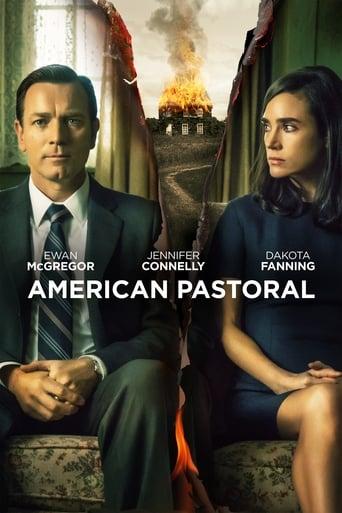 EWAN JENNIFER DAKOTA
McGREGOR CONNELLY FANNING
AMERICAN PASTORAL